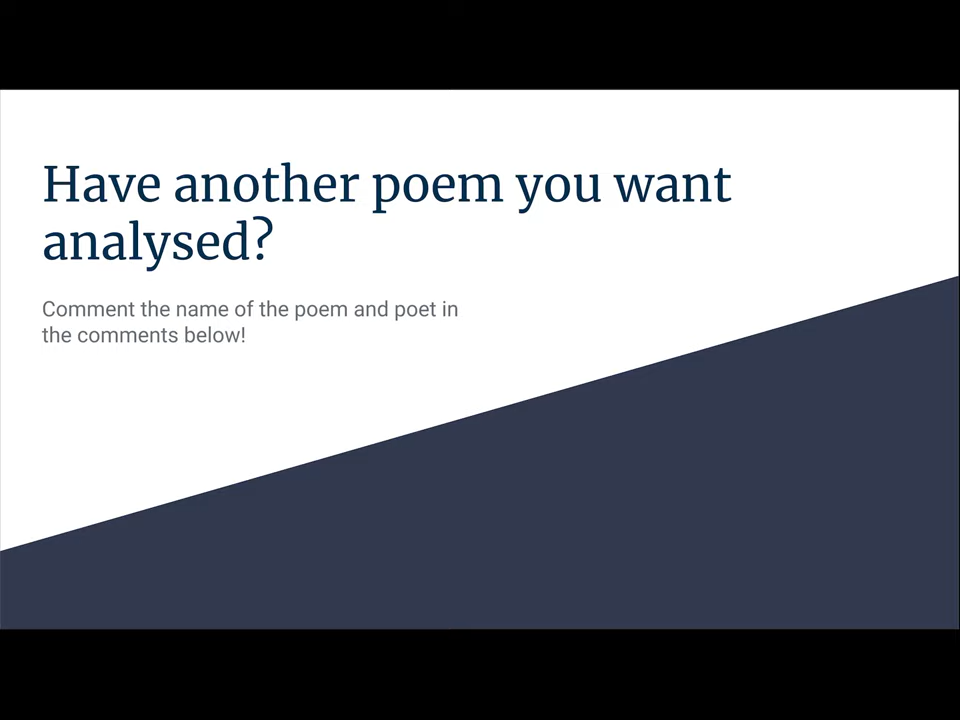 Have another poem you want
analysed?
Comment the name of the poem and poet in
the comments below!